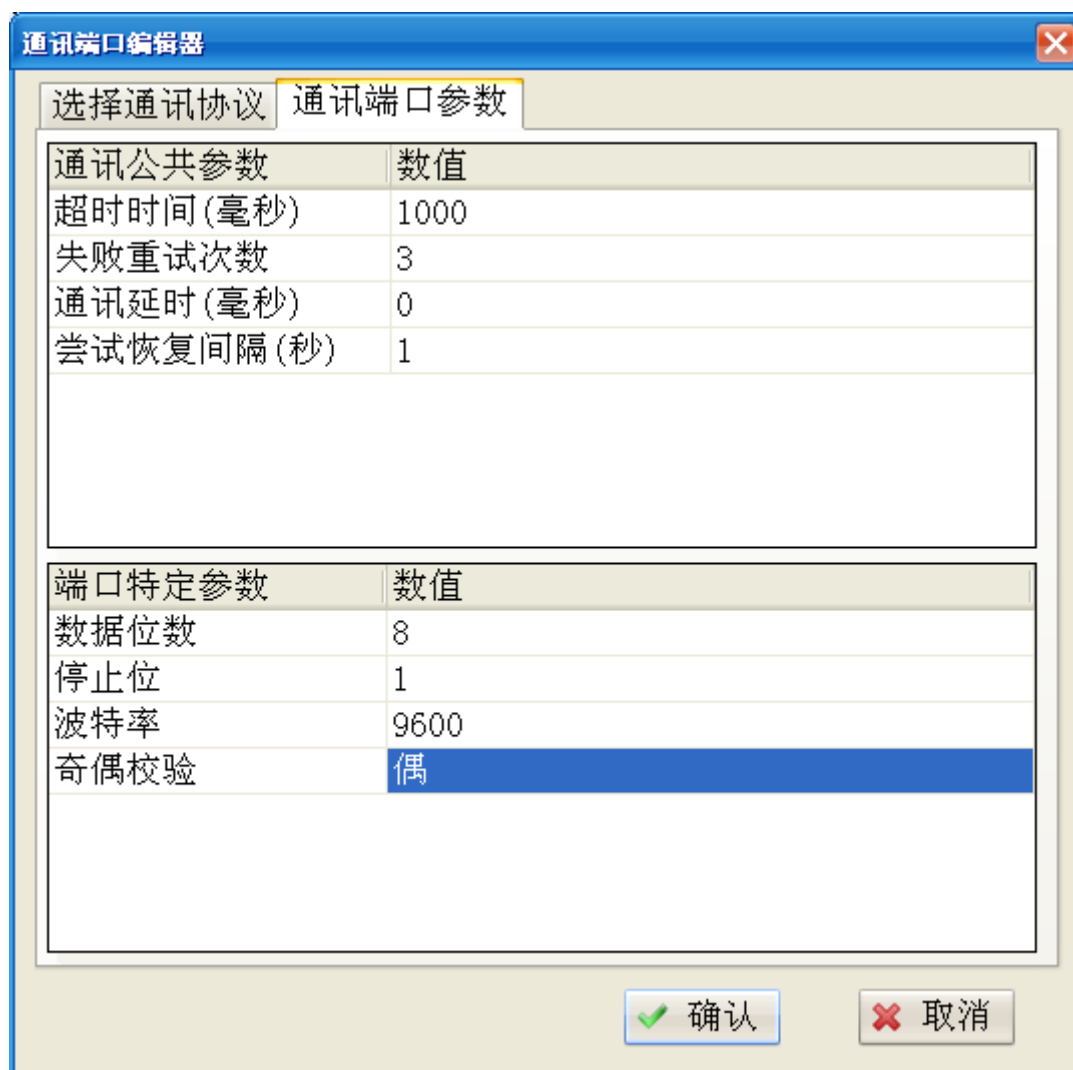 通讯端口编辑器
选择通讯协议 通讯端口参数
通讯公共参数 数值
超时时间(毫秒) 1000
失败重试次数 3
通讯延时(毫秒) 0
尝试恢复间隔(秒) 1
端口特定参数 数值
数据位数 8
停止位 1
波特率 9600
奇偶校验 偶
确认 取消